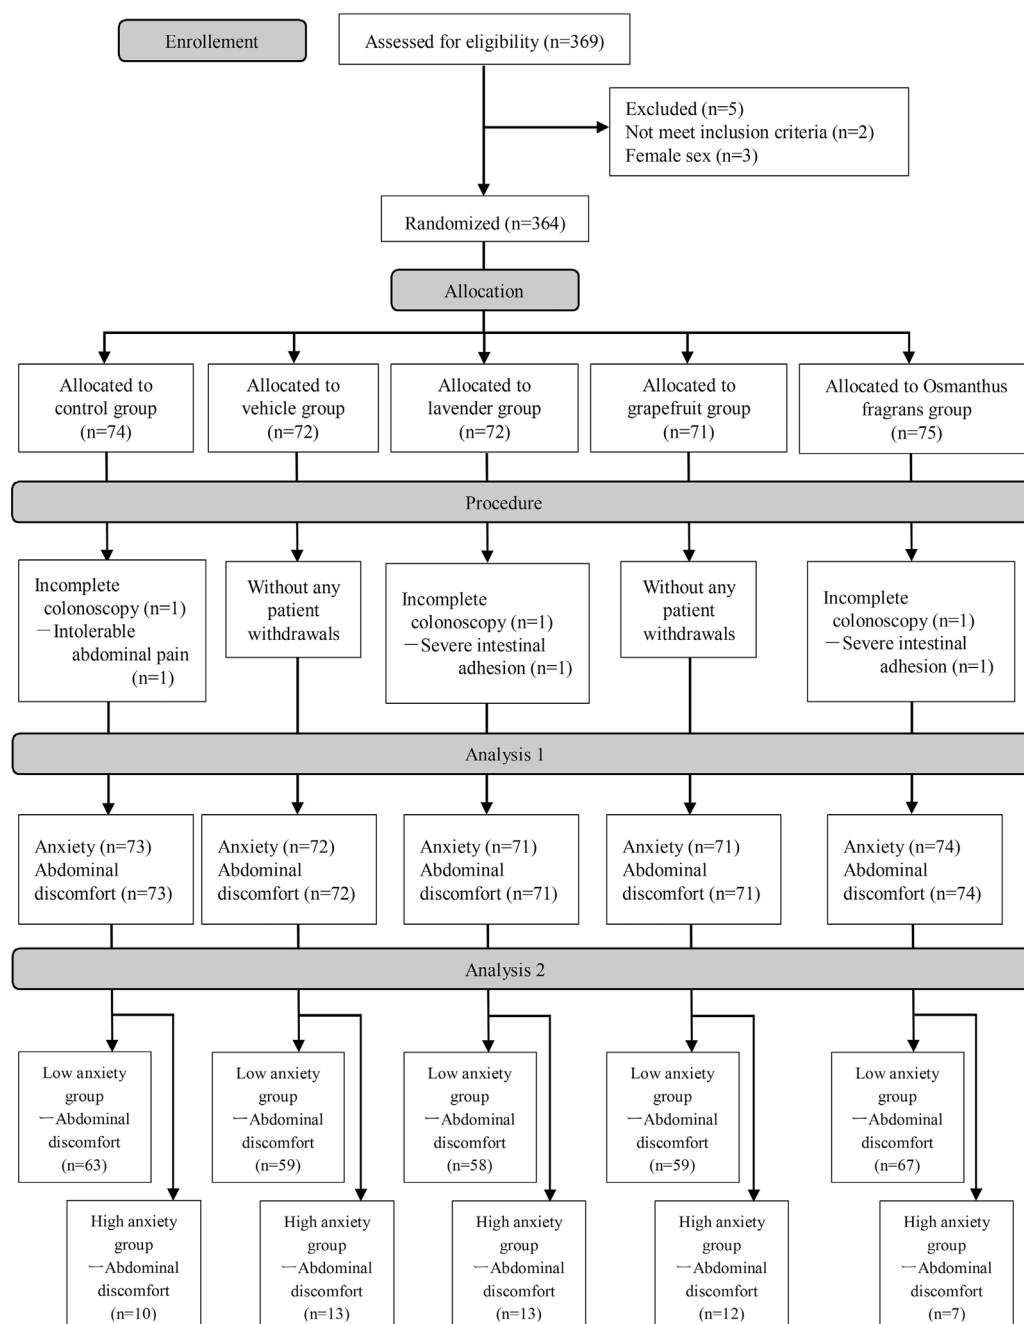 Enrollement
Assessed for eligibility (n=369)
Excluded (n=5)
Not meet inclusion criteria (n=2)
Female sex (n=3)
Randomized (n=364)
Allocation
Allocated to
control group
(n=74)
Allocated to
vehicle group
(n=72)
Allocated to
lavender group
(n=72)
Allocated to
grapefruit group
(n=71)
Allocated to Osmanthus
fragrans group
(n=75)
Procedure
Incomplete
colonoscopy (n=1)
—Intolerable
abdominal pain
(n=1)
Without any
patient
withdrawals
Incomplete
colonoscopy (n=1)
—Severe intestinal
adhesion (n=1)
Without any
patient
withdrawals
Incomplete
colonoscopy (n=1)
—Severe intestinal
adhesion (n=1)
Analysis 1
Anxiety (n=73)
Abdominal
discomfort (n=73)
Anxiety (n=72)
Abdominal
discomfort (n=72)
Anxiety (n=71)
Abdominal
discomfort (n=71)
Anxiety (n=71)
Abdominal
discomfort (n=71)
Anxiety (n=74)
Abdominal
discomfort (n=74)
Analysis 2
Low anxiety
group
—Abdominal
discomfort
(n=63)
Low anxiety
group
—Abdominal
discomfort
(n=59)
Low anxiety
group
—Abdominal
discomfort
(n=58)
Low anxiety
group
—Abdominal
discomfort
(n=59)
Low anxiety
group
—Abdominal
discomfort
(n=67)
High anxiety
group
—Abdominal
discomfort
(n=10)
High anxiety
group
—Abdominal
discomfort
(n=13)
High anxiety
group
—Abdominal
discomfort
(n=13)
High anxiety
group
—Abdominal
discomfort
(n=12)
High anxiety
group
—Abdominal
discomfort
(n=7)